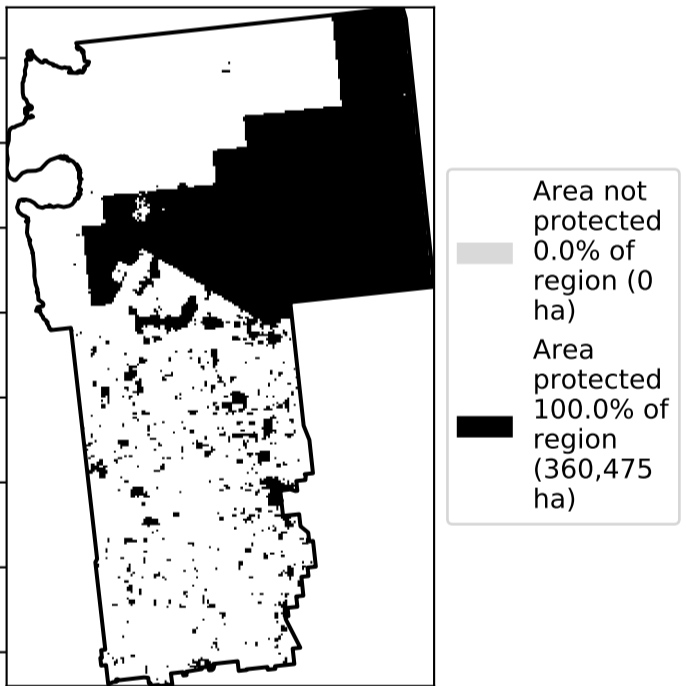 Area not
protected
0.0% of
region (0
ha)
Area
protected
100.0% of
region
(360,475
ha)